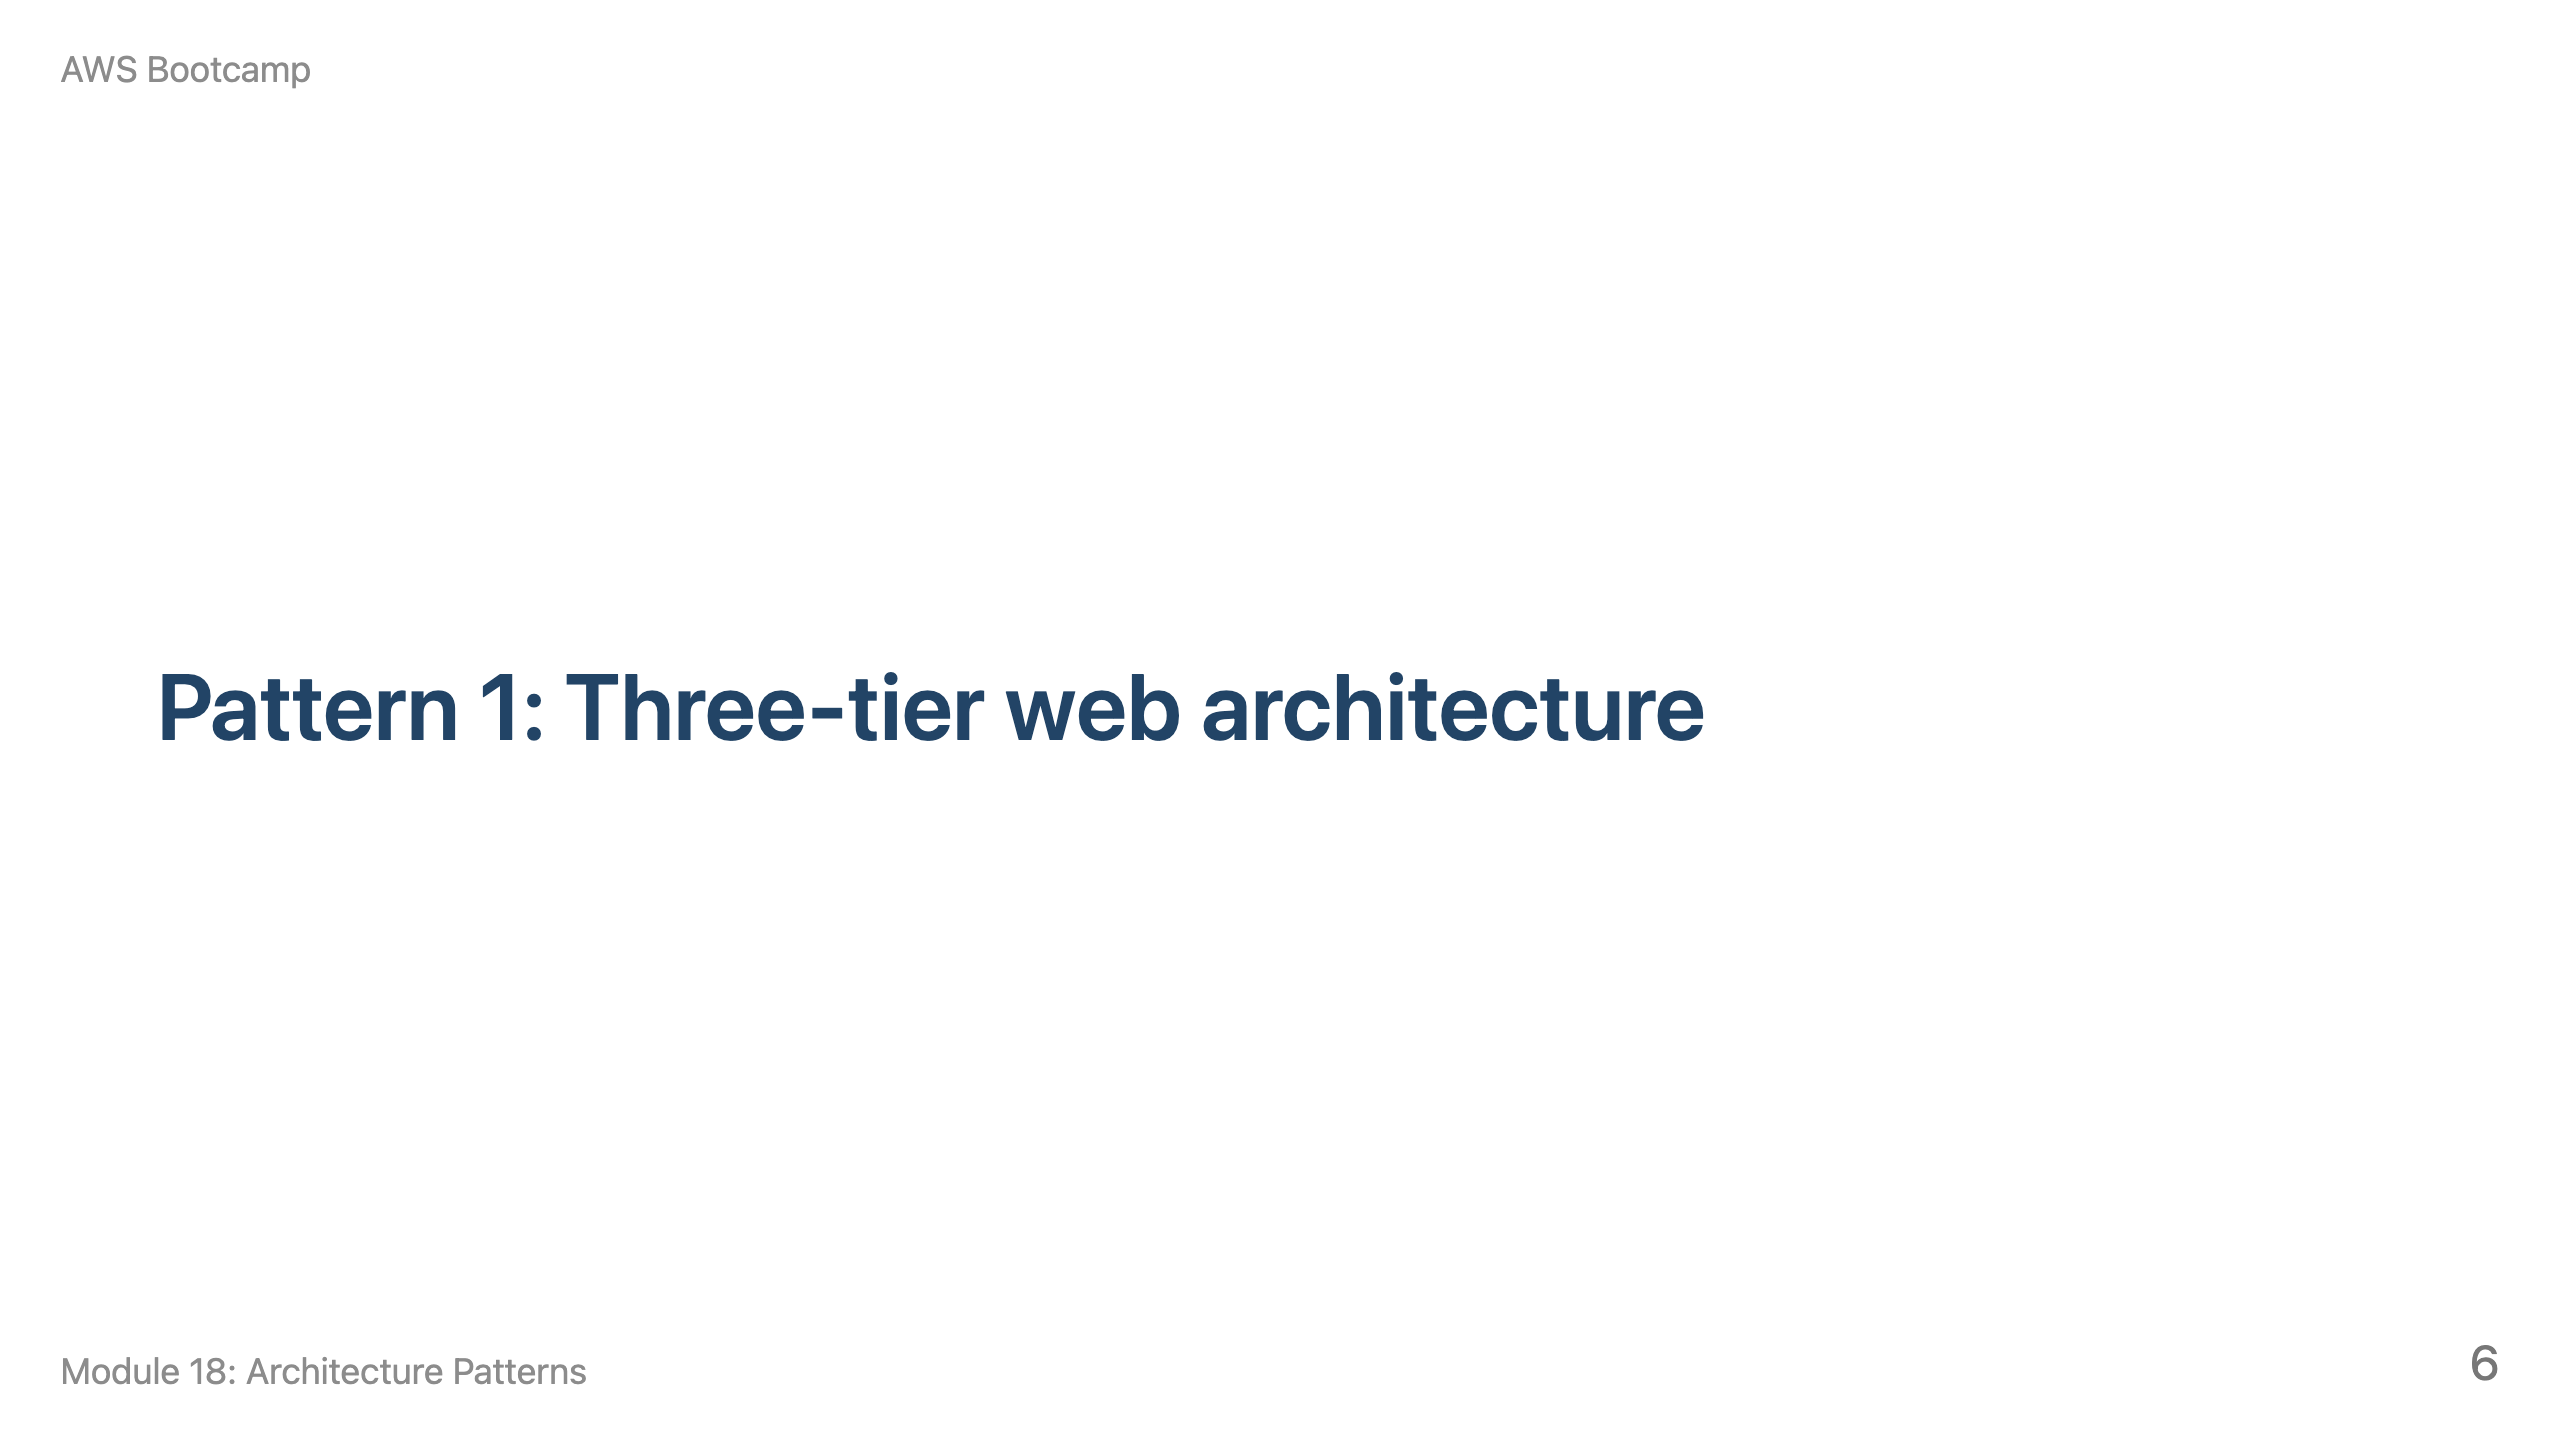 AWS Bootcamp
Pattern 1: Three-tier web architecture
Module 18: Architecture Patterns
6